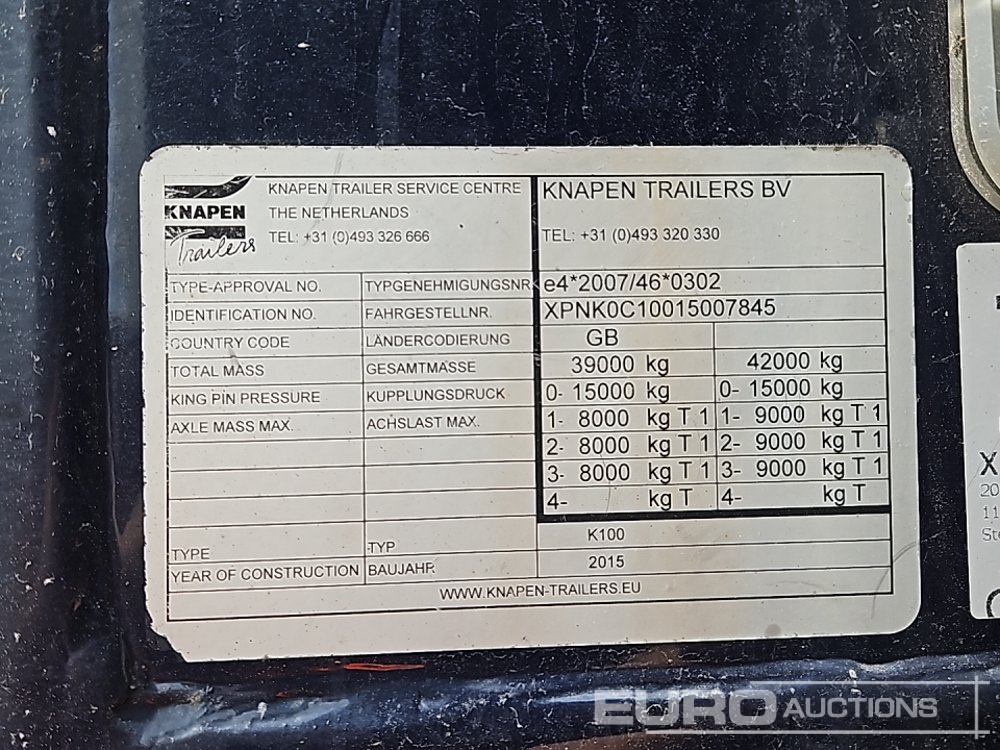 KNAPEN
Trailers
KNAPEN TRAILER SERVICE CENTRE
THE NETHERLANDS
TEL: +31 (0)493 326 666
KNAPEN TRAILERS BV
TEL: +31 (0)493 320 330
TYPE-APPROVAL NO. TYPGENEHMIGUNGSNR e4*2007/46*0302
IDENTIFICATION NO. FAHRGESTELLNR. XPNK0C10015007845
COUNTRY CODE LÄNDERCODIERUNG GB
TOTAL MASS GESAMTMASSE 39000 kg 42000 kg
KING PIN PRESSURE KUPPLUNGSDRUCK 0- 15000 kg 0- 15000 kg
AXLE MASS MAX. ACHSLAST MAX. 1- 8000 kg T 1 1- 9000 kg T 1
2- 8000 kg T 1 2- 9000 kg T 1
3- 8000 kg T 1 3- 9000 kg T 1
4- kg T 4- kg T
TYPE TYP K100
YEAR OF CONSTRUCTION BAUJAHR 2015
WWW.KNAPEN-TRAILERS.EU
X
20
11
Ste
EURO AUCTIONS